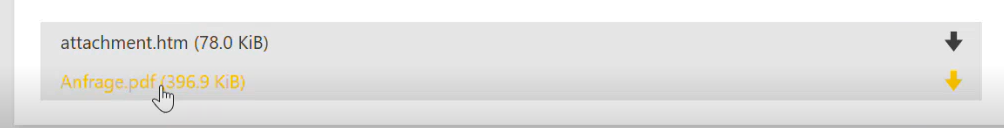 attachment.htm (78.0 KiB)
Anfrage.pdf (396.9 KiB)